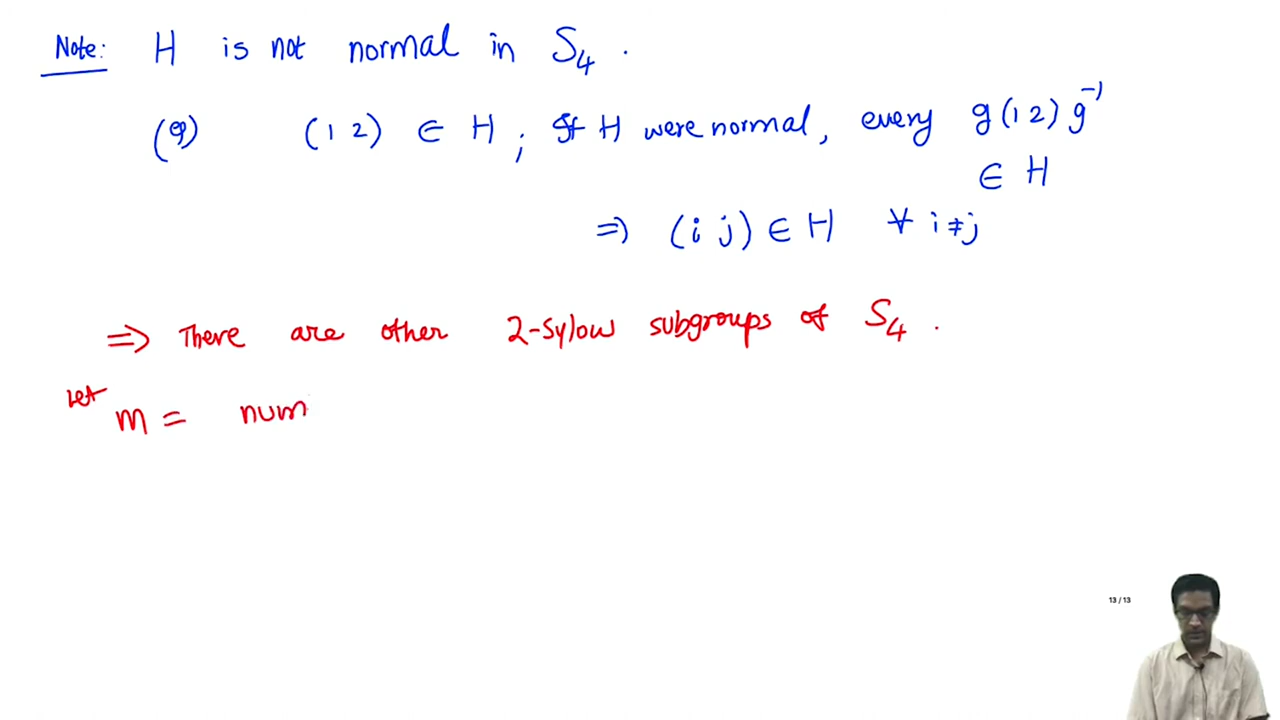 Note: H is not normal in S₄ .
(eg) (1 2) ∈ H ; If H were normal, every g(1 2)g⁻¹
∈ H
⇒ (i j) ∈ H ∀ i ≠ j
⇒ There are other 2-Sylow subgroups of S₄ .
Let
m = num
13 / 13